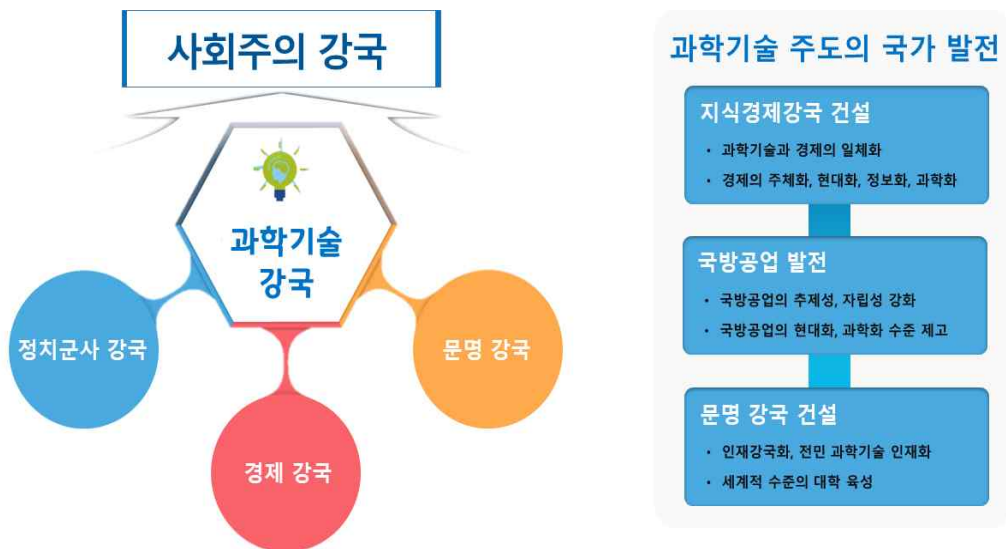 사회주의 강국
과학기술
강국
정치군사 강국
문명 강국
경제 강국
과학기술 주도의 국가 발전
지식경제강국 건설
• 과학기술과 경제의 일체화
• 경제의 주체화, 현대화, 정보화, 과학화
국방공업 발전
• 국방공업의 추제성, 자립성 강화
• 국방공업의 현대화, 과학화 수준 제고
문명 강국 건설
• 인재강국화, 전민 과학기술 인재화
• 세계적 수준의 대학 육성